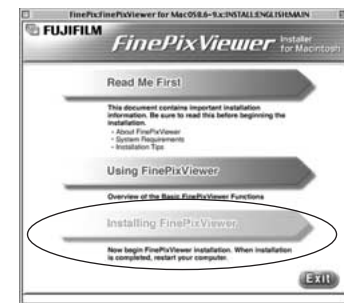 FinePix:FinePixViewer for MacOS8.6-9.x:INSTALL:ENGLISH:MAIN
FUJIFILM
FinePixViewer Installer for Macintosh
Read Me First
This document contains important installation
information. Be sure to read this before beginning the
installation.
- About FinePixViewer
- System Requirements
- Installation Tips
Using FinePixViewer
Overview of the Basic FinePixViewer Functions
Installing FinePixViewer
Now begin FinePixViewer installation. When installation
is completed, restart your computer.
Exit